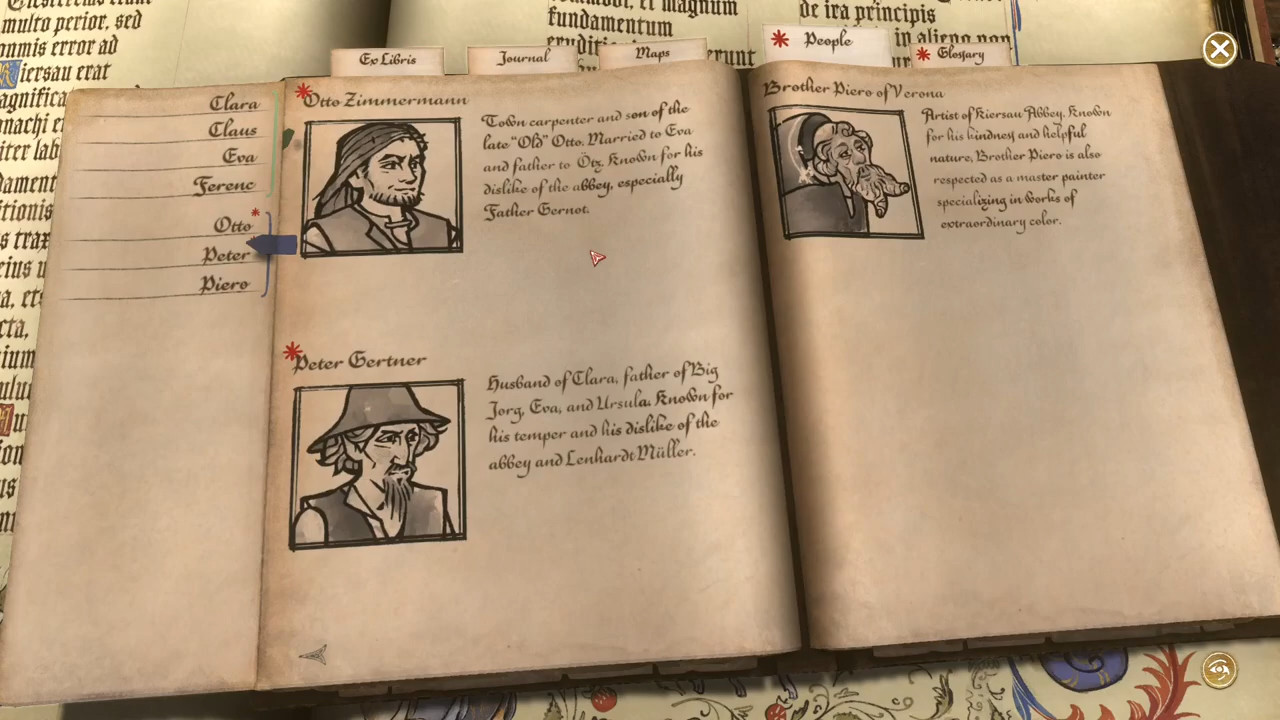 multo perior, sed
omnis error ad
fundamentum
de ira principis
Ex Libris
Journal
Maps
People
Glossary
Clara
Claus
Eva
Ferenc
Otto
Peter
Piero
Otto Zimmermann
Town carpenter and son of the
late "Old" Otto. Married to Eva
and father to Ötz. Known for his
dislike of the abbey, especially
Father Gernot.
Peter Gertner
Husband of Clara, father of Big
Jorg, Eva, and Ursula. Known for
his temper and his dislike of the
abbey and Lenhardt Müller.
Brother Piero of Verona
Artist of Kiersau Abbey. Known
for his kindness and helpful
nature, Brother Piero is also
respected as a master painter
specializing in works of
extraordinary color.